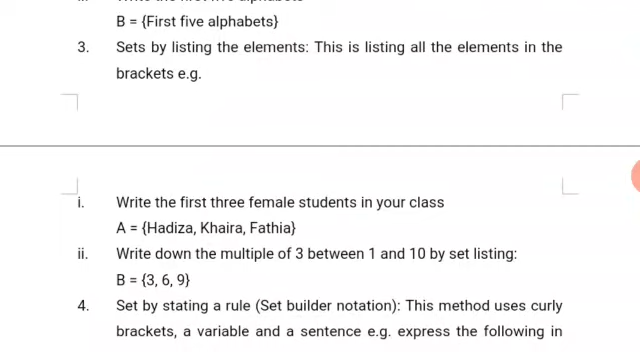 B = {First five alphabets}
3. Sets by listing the elements: This is listing all the elements in the
brackets e.g.
i. Write the first three female students in your class
A = {Hadiza, Khaira, Fathia}
ii. Write down the multiple of 3 between 1 and 10 by set listing:
B = {3, 6, 9}
4. Set by stating a rule (Set builder notation): This method uses curly
brackets, a variable and a sentence e.g. express the following in